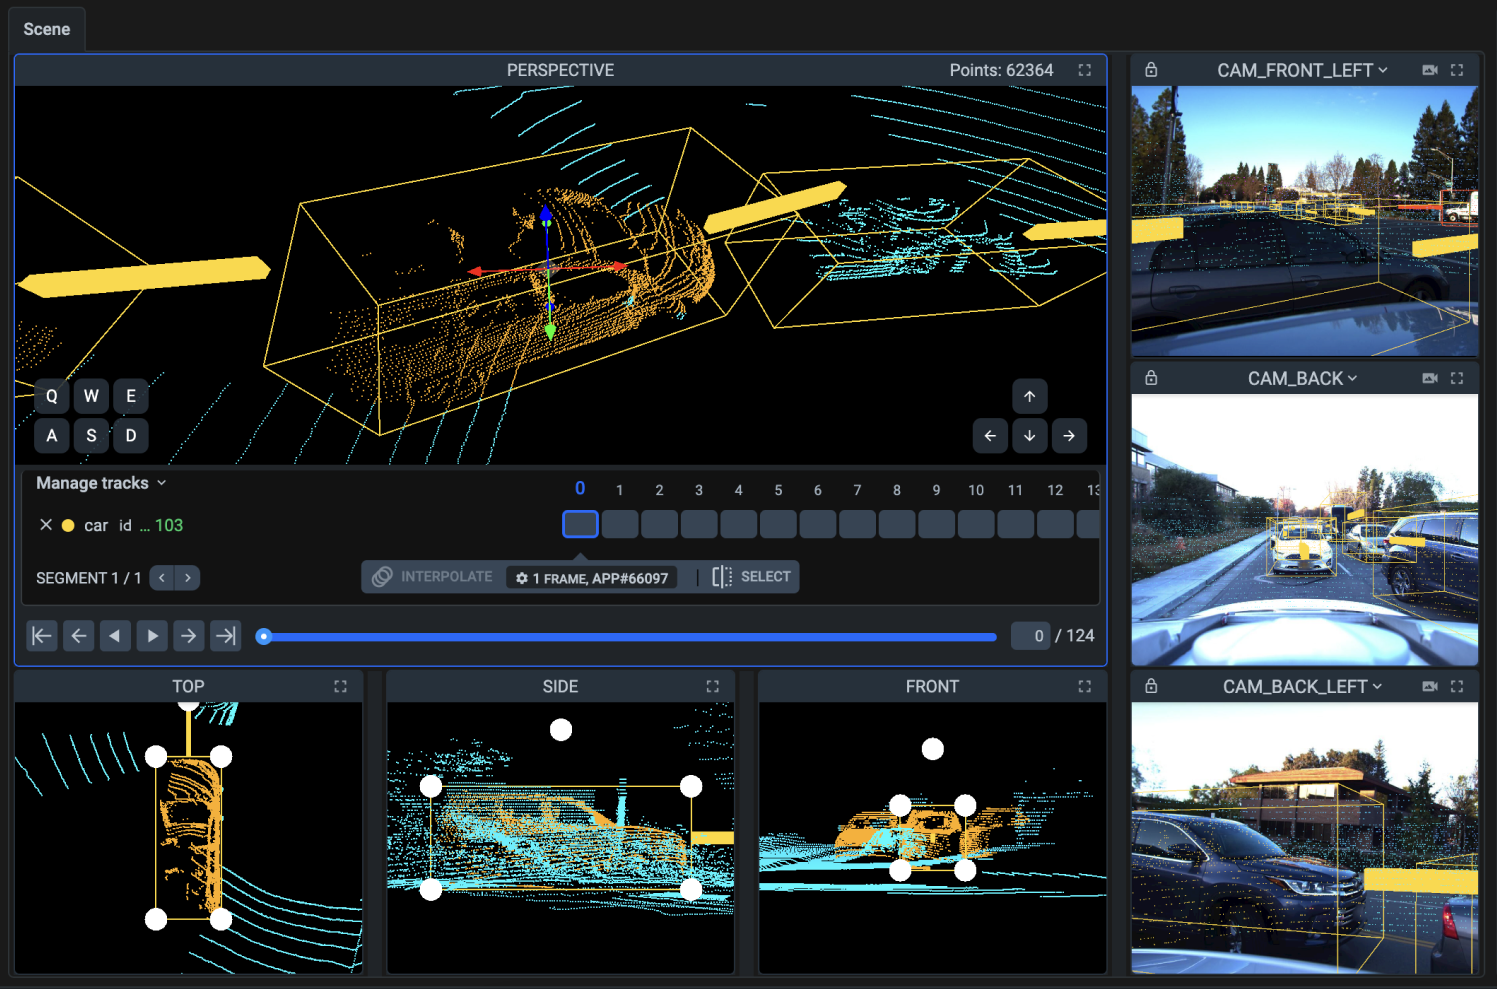 Scene
PERSPECTIVE
Points: 62364
Q W E
A S D
Manage tracks
0 1 2 3 4 5 6 7 8 9 10 11 12 13
car id ... 103
SEGMENT 1 / 1
INTERPOLATE
1 FRAME, APP#66097
SELECT
0 / 124
TOP
SIDE
FRONT
CAM_FRONT_LEFT
CAM_BACK
CAM_BACK_LEFT